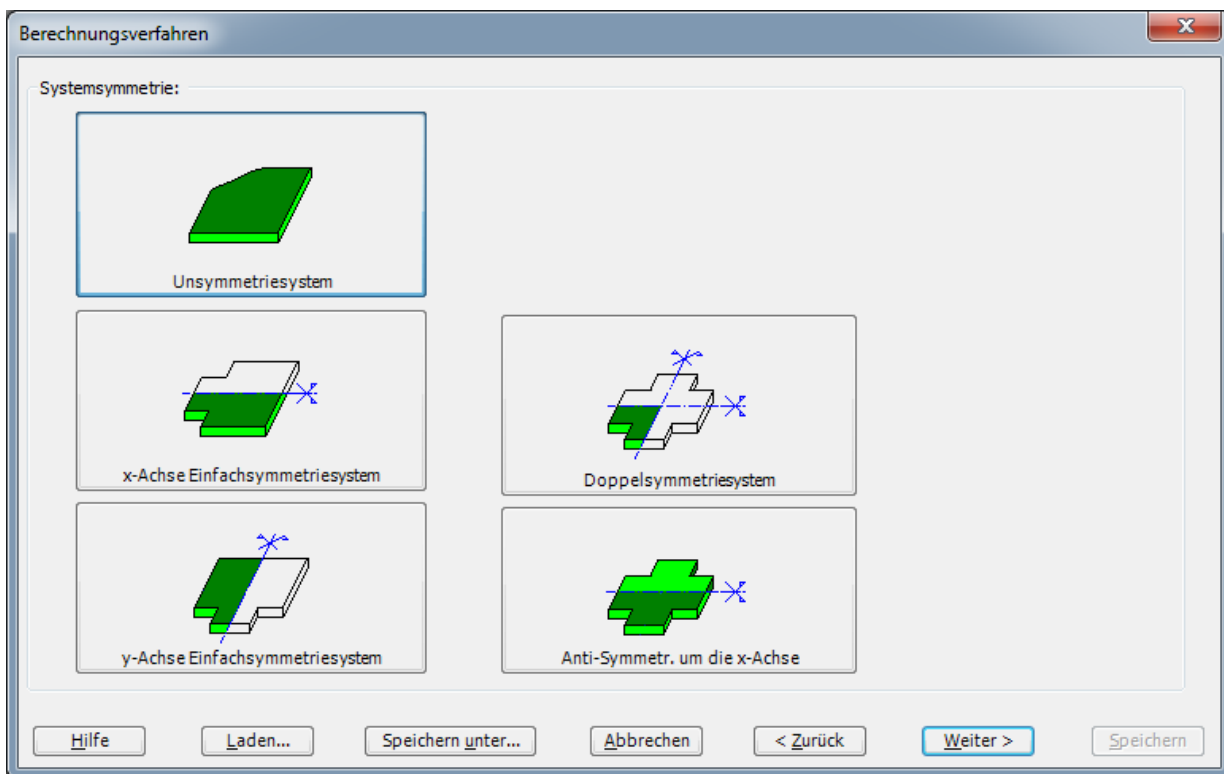 Berechnungsverfahren
Systemsymmetrie:
Unsymmetriesystem
x-Achse Einfachsymmetriesystem
Doppelsymmetriesystem
y-Achse Einfachsymmetriesystem
Anti-Symmetr. um die x-Achse
Hilfe
Laden...
Speichern unter...
Abbrechen
< Zurück
Weiter >
Speichern